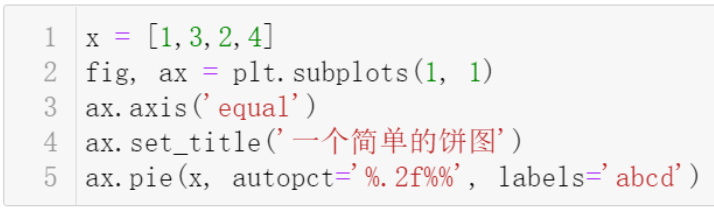 1 x = [1,3,2,4]
2 fig, ax = plt.subplots(1, 1)
3 ax.axis('equal')
4 ax.set_title('一个简单的饼图')
5 ax.pie(x, autopct='%.2f%%', labels='abcd')